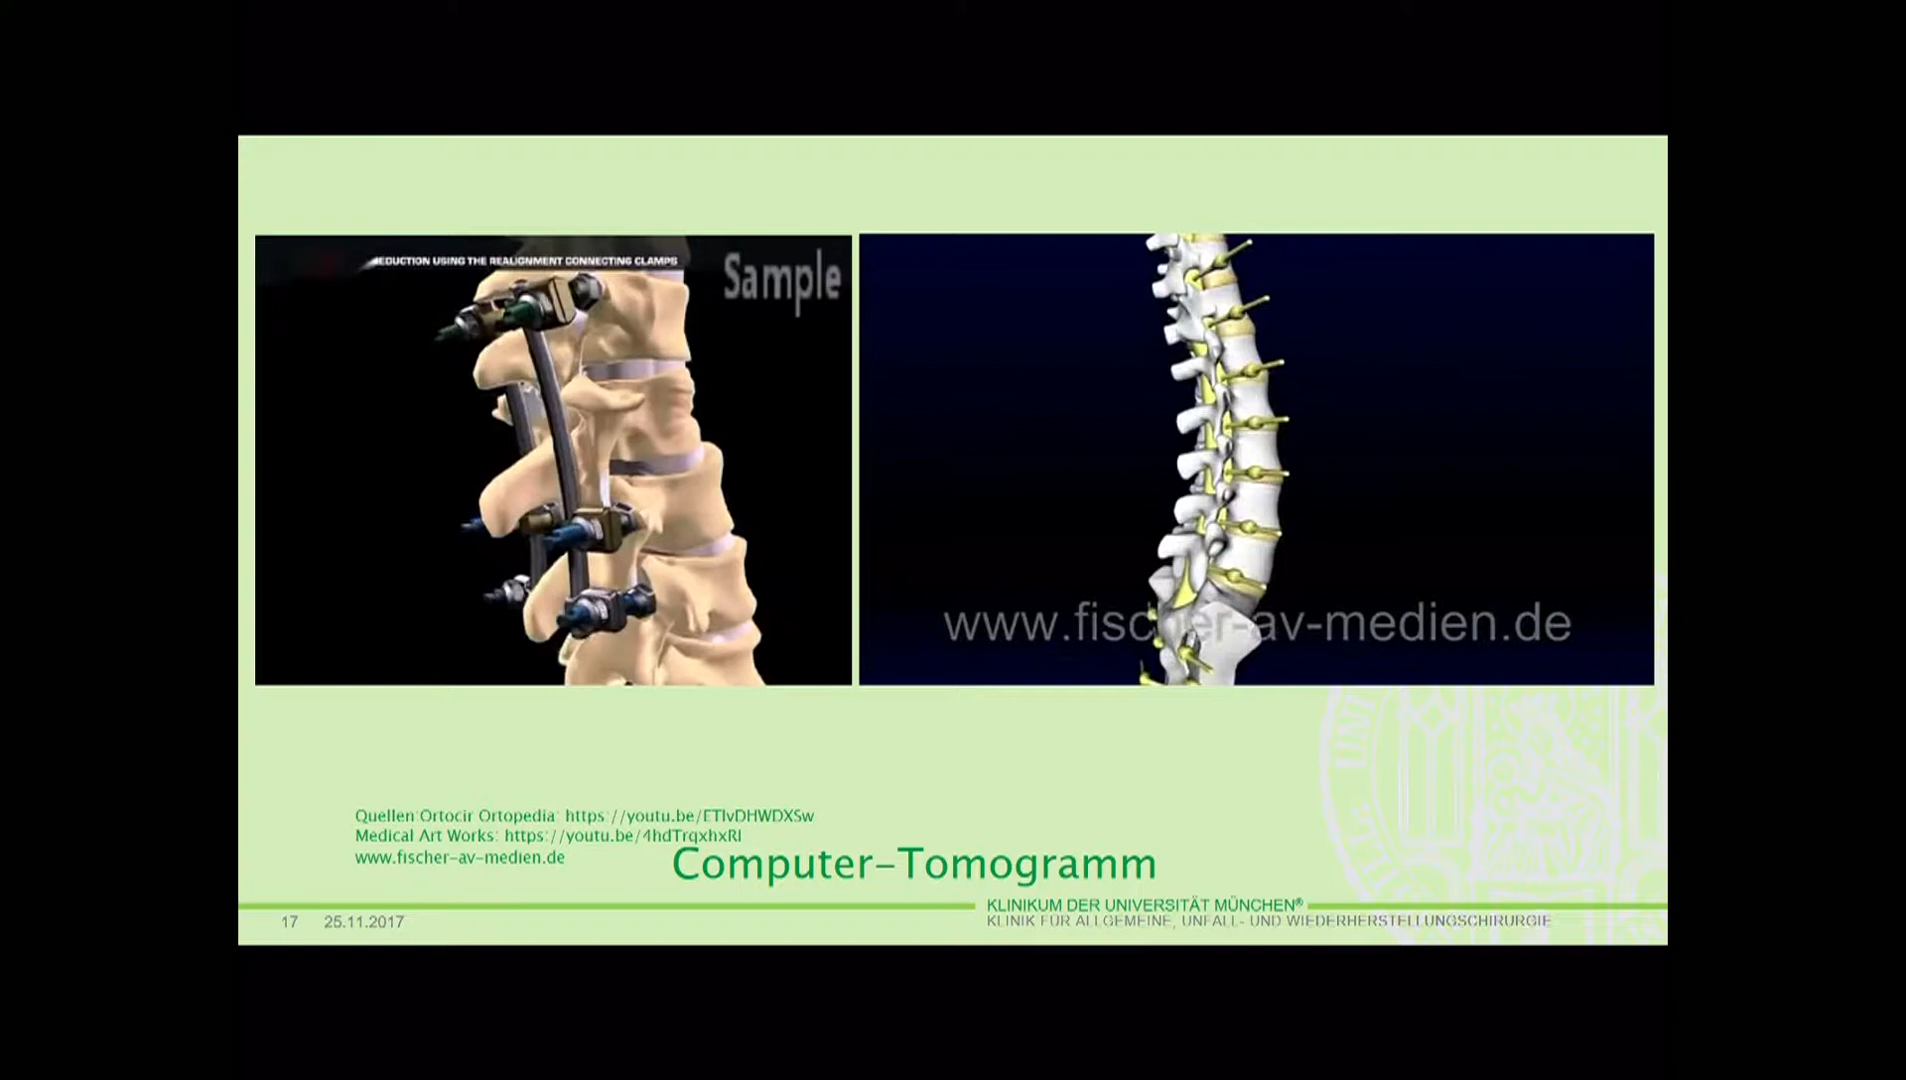 EDUCTION USING THE REALIGNMENT CONNECTING CLAMPS
Sample
www.fischer-av-medien.de
Quellen:Ortocir Ortopedia: https://youtu.be/ETlvDHWDXSw
Medical Art Works: https://youtu.be/4hdTrqxhxRI
www.fischer-av-medien.de
Computer-Tomogramm
KLINIKUM DER UNIVERSITÄT MÜNCHEN®
17 25.11.2017
KLINIK FÜR ALLGEMEINE, UNFALL- UND WIEDERHERSTELLUNGSCHIRURGIE